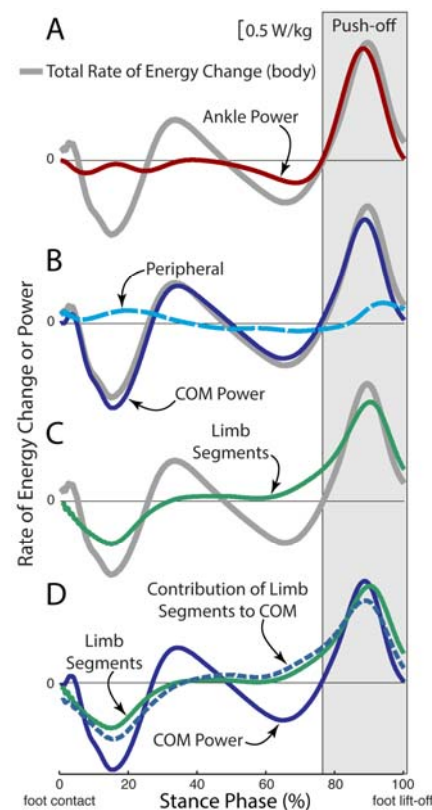 A
[0.5 W/kg
Push-off
Total Rate of Energy Change (body)
Ankle Power
0
B
Peripheral
0
COM Power
C
Limb
Segments
0
D
Contribution of Limb
Segments to COM
Limb
Segments
0
COM Power
Rate of Energy Change or Power
0 20 40 60 80 100
foot contact Stance Phase (%) foot lift-off